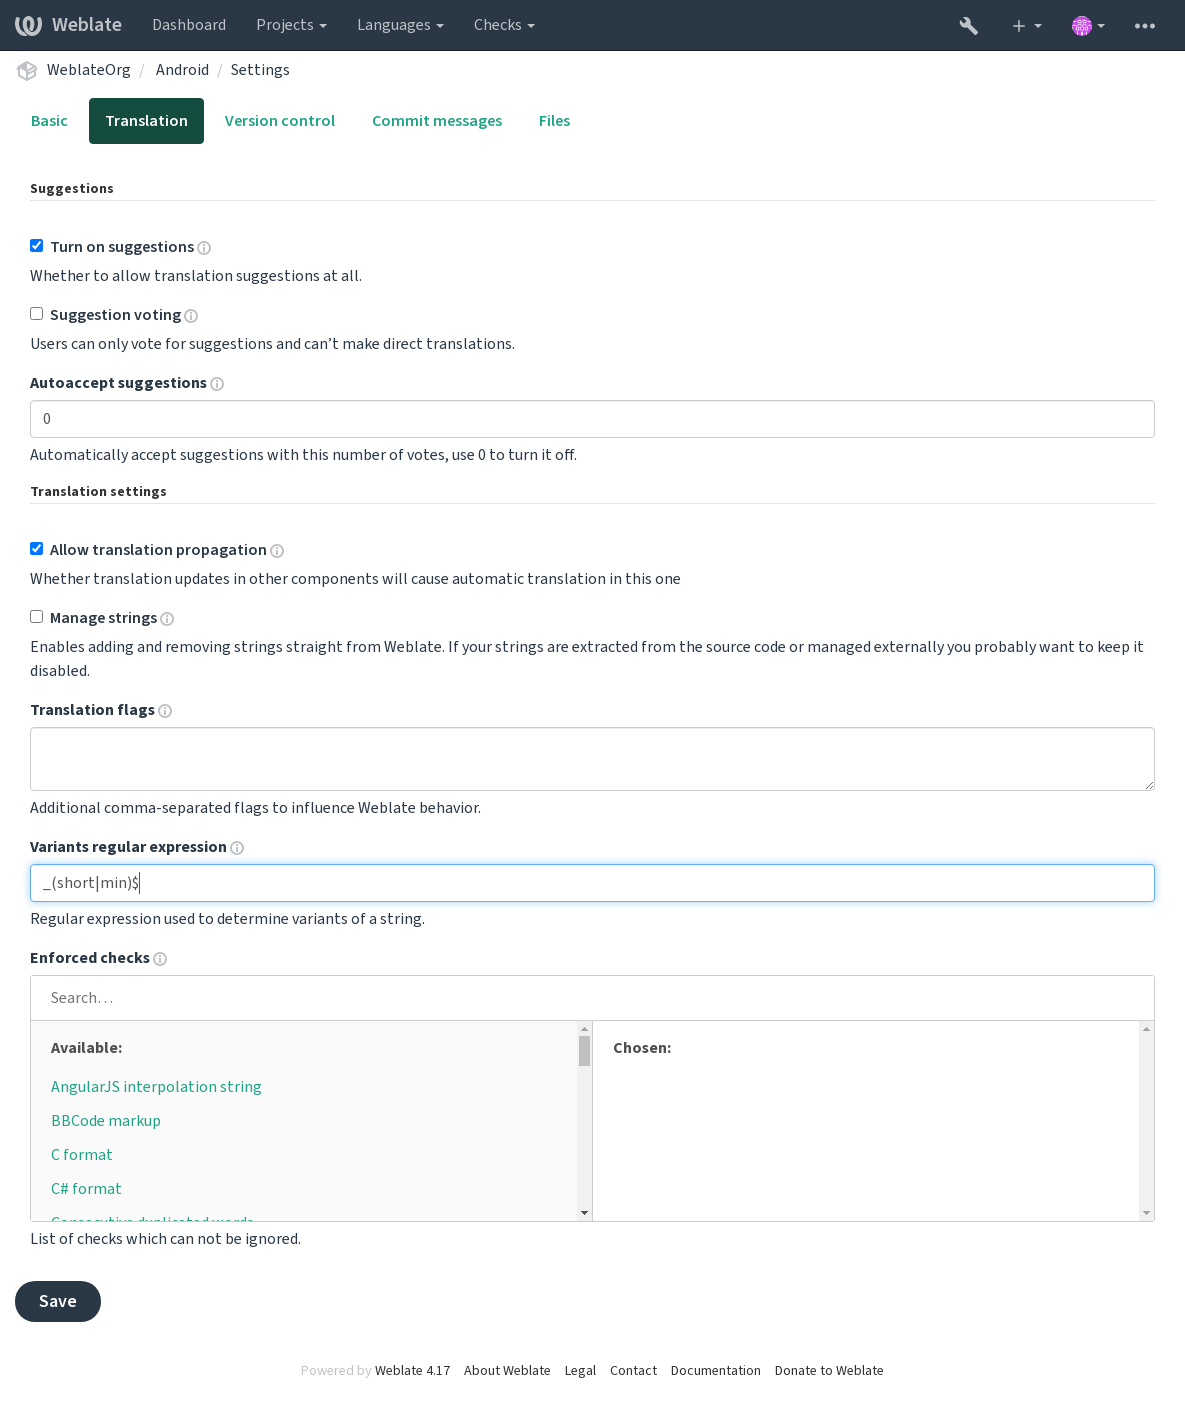 Weblate Dashboard Projects Languages Checks
WeblateOrg / Android / Settings
Basic Translation Version control Commit messages Files
Suggestions
Turn on suggestions
Whether to allow translation suggestions at all.
Suggestion voting
Users can only vote for suggestions and can’t make direct translations.
Autoaccept suggestions
0
Automatically accept suggestions with this number of votes, use 0 to turn it off.
Translation settings
Allow translation propagation
Whether translation updates in other components will cause automatic translation in this one
Manage strings
Enables adding and removing strings straight from Weblate. If your strings are extracted from the source code or managed externally you probably want to keep it
disabled.
Translation flags
Additional comma-separated flags to influence Weblate behavior.
Variants regular expression
_(short|min)$
Regular expression used to determine variants of a string.
Enforced checks
Search…
Available:
AngularJS interpolation string
BBCode markup
C format
C# format
Consecutive duplicated words
Chosen:
List of checks which can not be ignored.
Save
Powered by Weblate 4.17 About Weblate Legal Contact Documentation Donate to Weblate